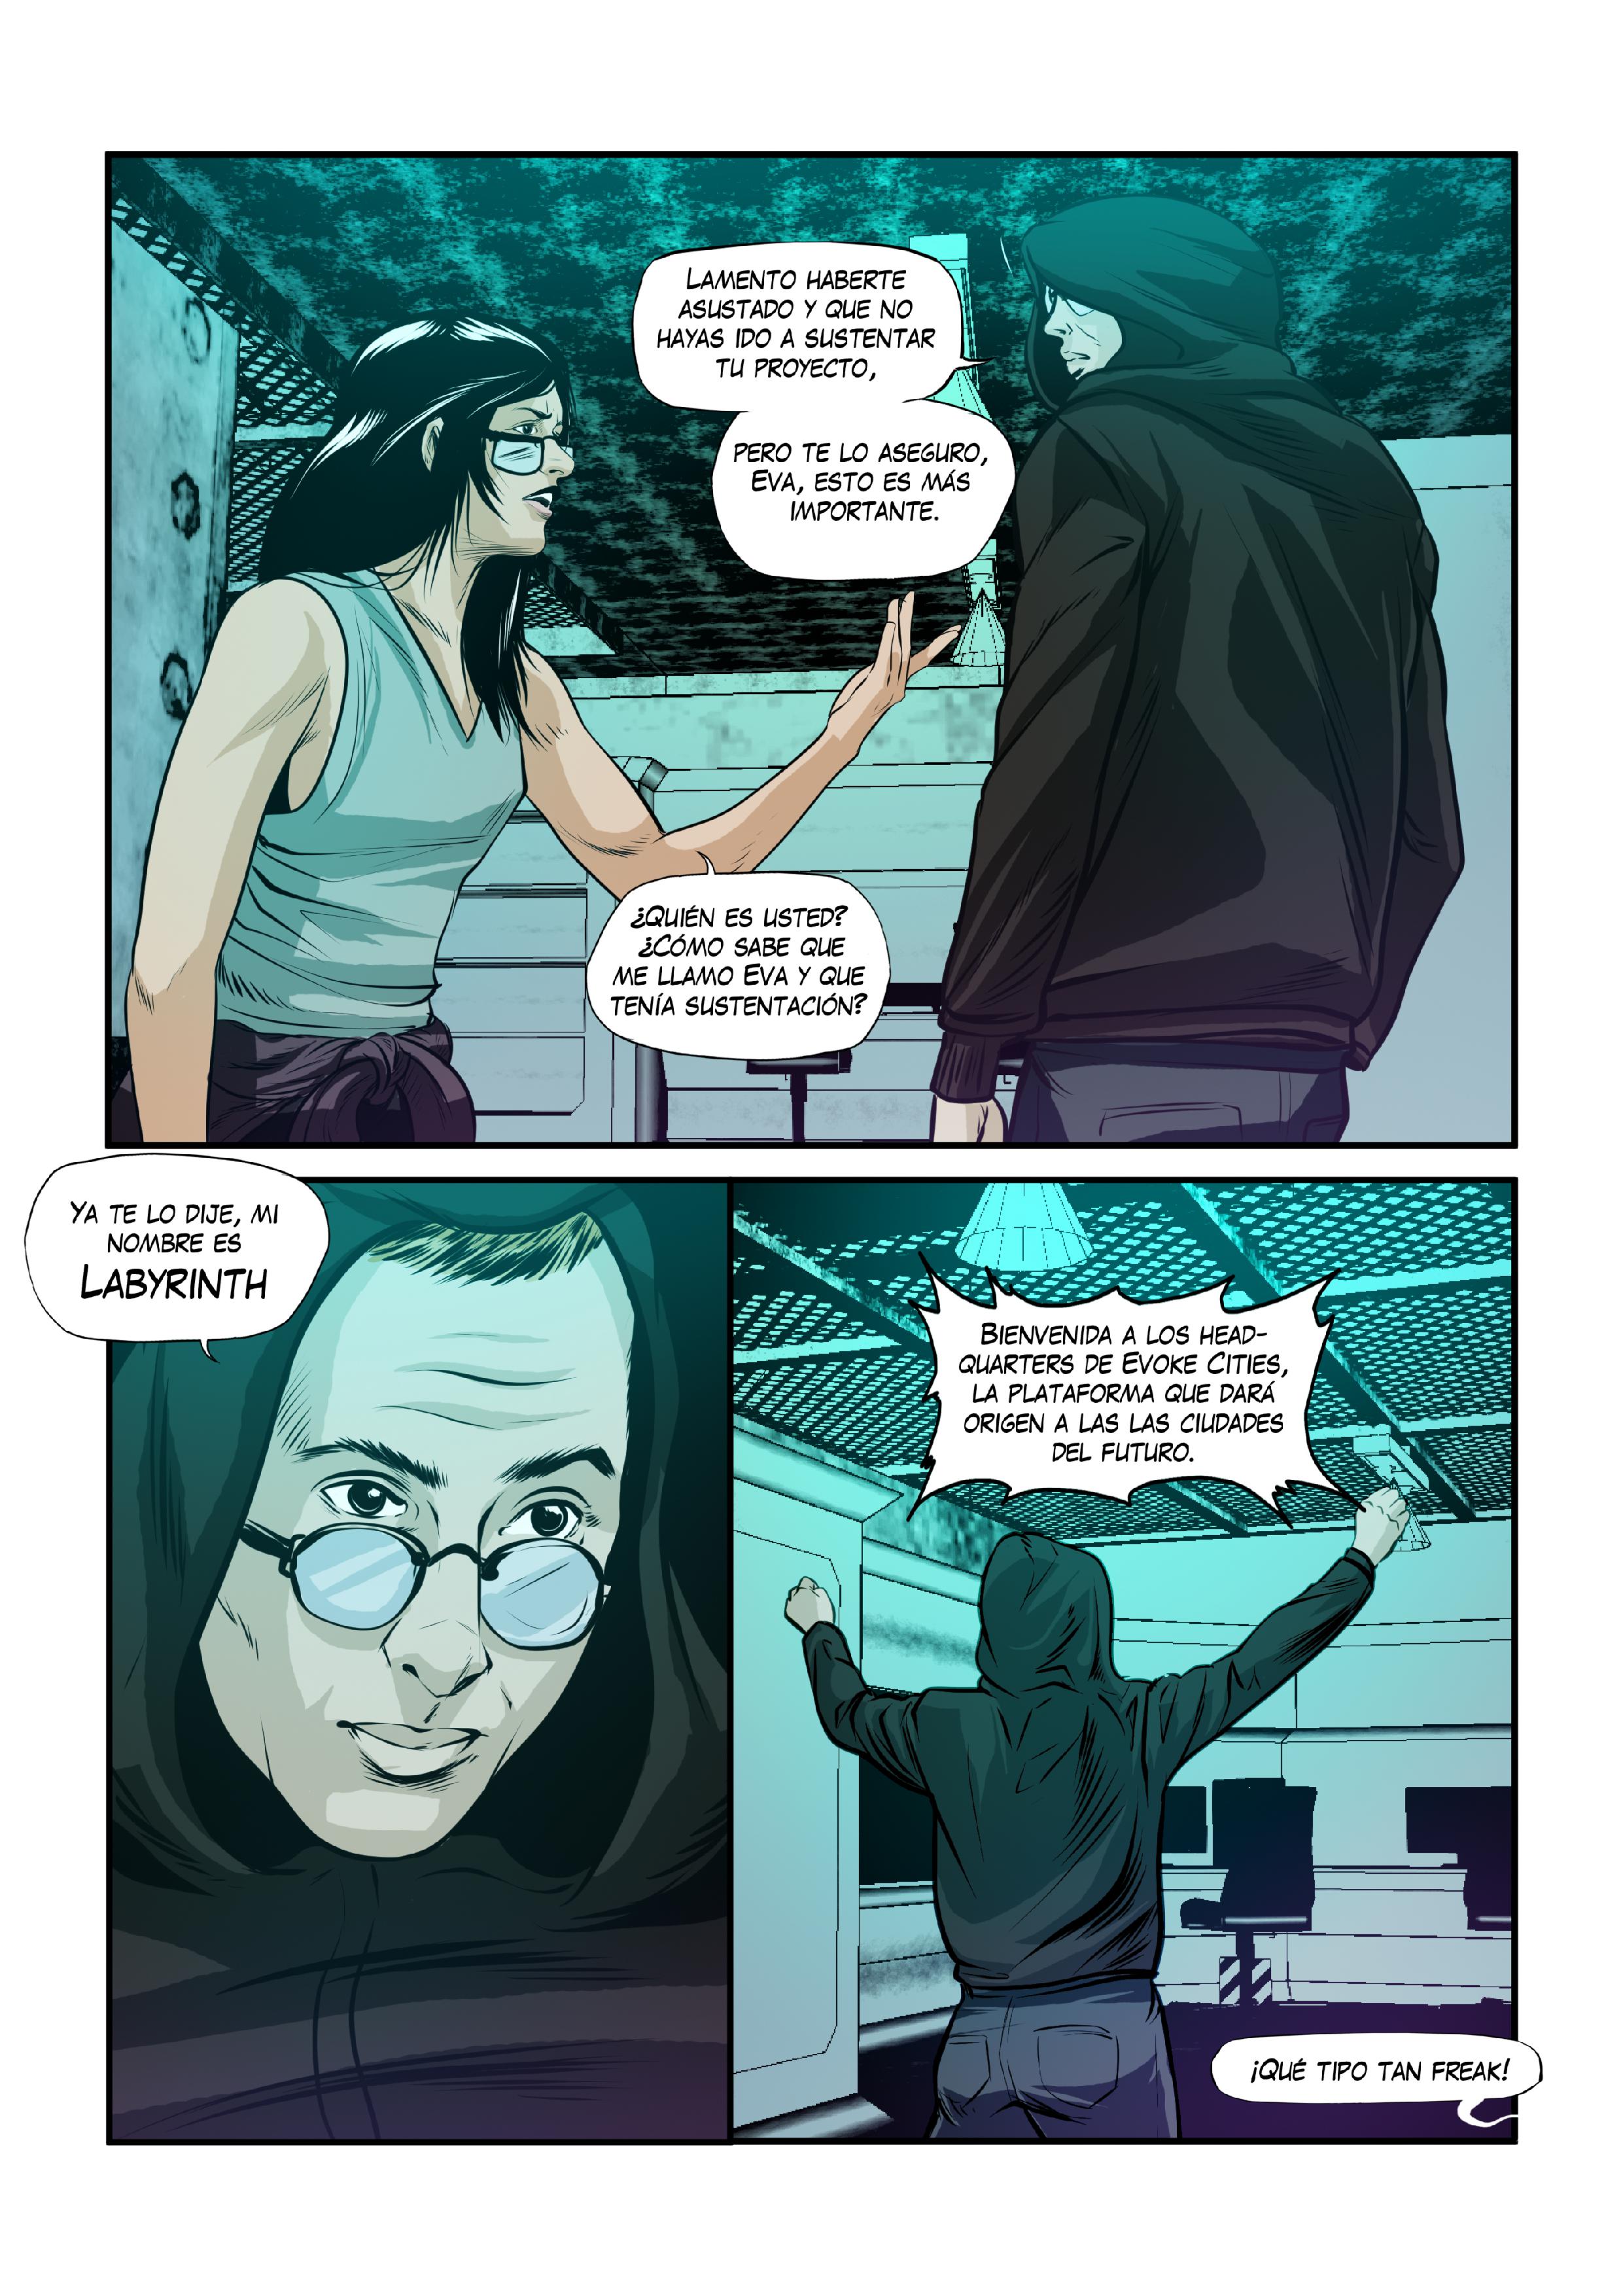 LAMENTO HABERTE
ASUSTADO Y QUE NO
HAYAS IDO A SUSTENTAR
TU PROYECTO,
PERO TE LO ASEGURO,
EVA, ESTO ES MÁS
IMPORTANTE.
¿QUIÉN ES USTED?
¿CÓMO SABE QUE
ME LLAMO EVA Y QUE
TENÍA SUSTENTACIÓN?
YA TE LO DIJE, MI
NOMBRE ES
LABYRINTH
BIENVENIDA A LOS HEAD-
QUARTERS DE EVOKE CITIES,
LA PLATAFORMA QUE DARÁ
ORIGEN A LAS LAS CIUDADES
DEL FUTURO.
¡QUÉ TIPO TAN FREAK!